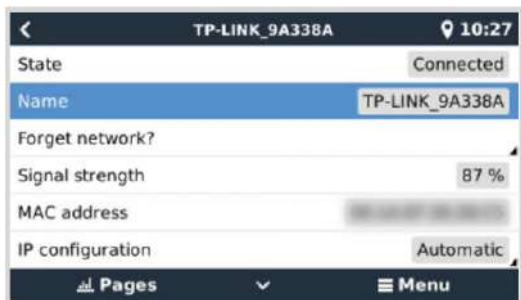 TP-LINK_9A338A 10:27
State Connected
Name TP-LINK_9A338A
Forget network?
Signal strength 87 %
MAC address
IP configuration Automatic
Pages Menu